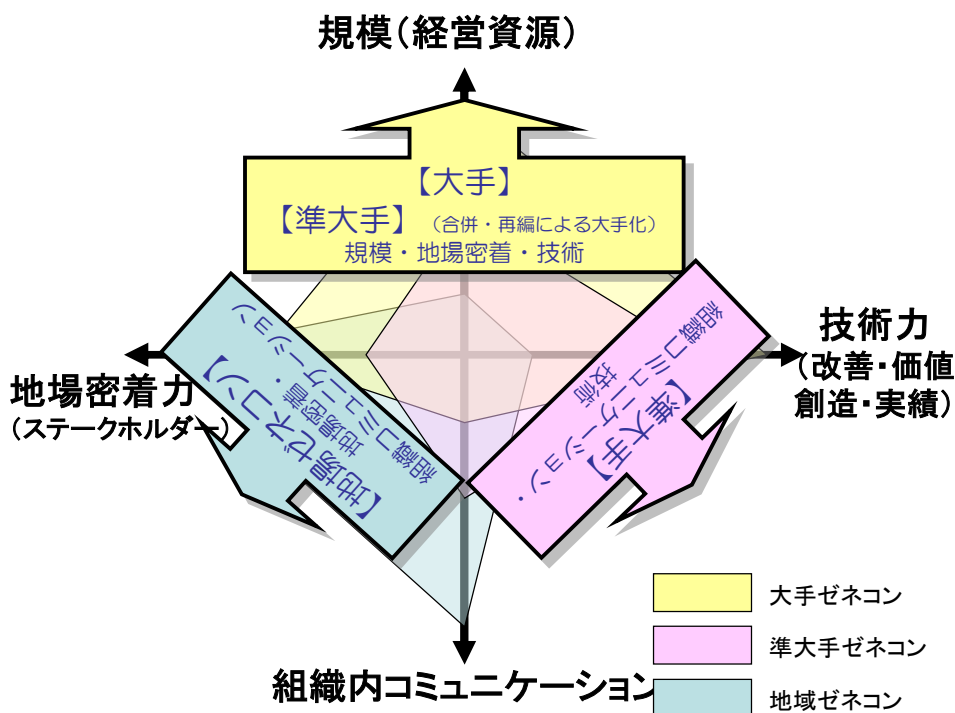 規模(経営資源)
【大手】
【準大手】 (合併・再編による大手化)
規模・地場密着・技術
技術力
(改善・価値
創造・実績)
地場密着力
(ステークホルダー)
【地場ゼネコン】
地場密着・
組織コミュニケーション
【準大手】
組織コミュニケーション・
技術
組織内コミュニケーション
大手ゼネコン
準大手ゼネコン
地域ゼネコン